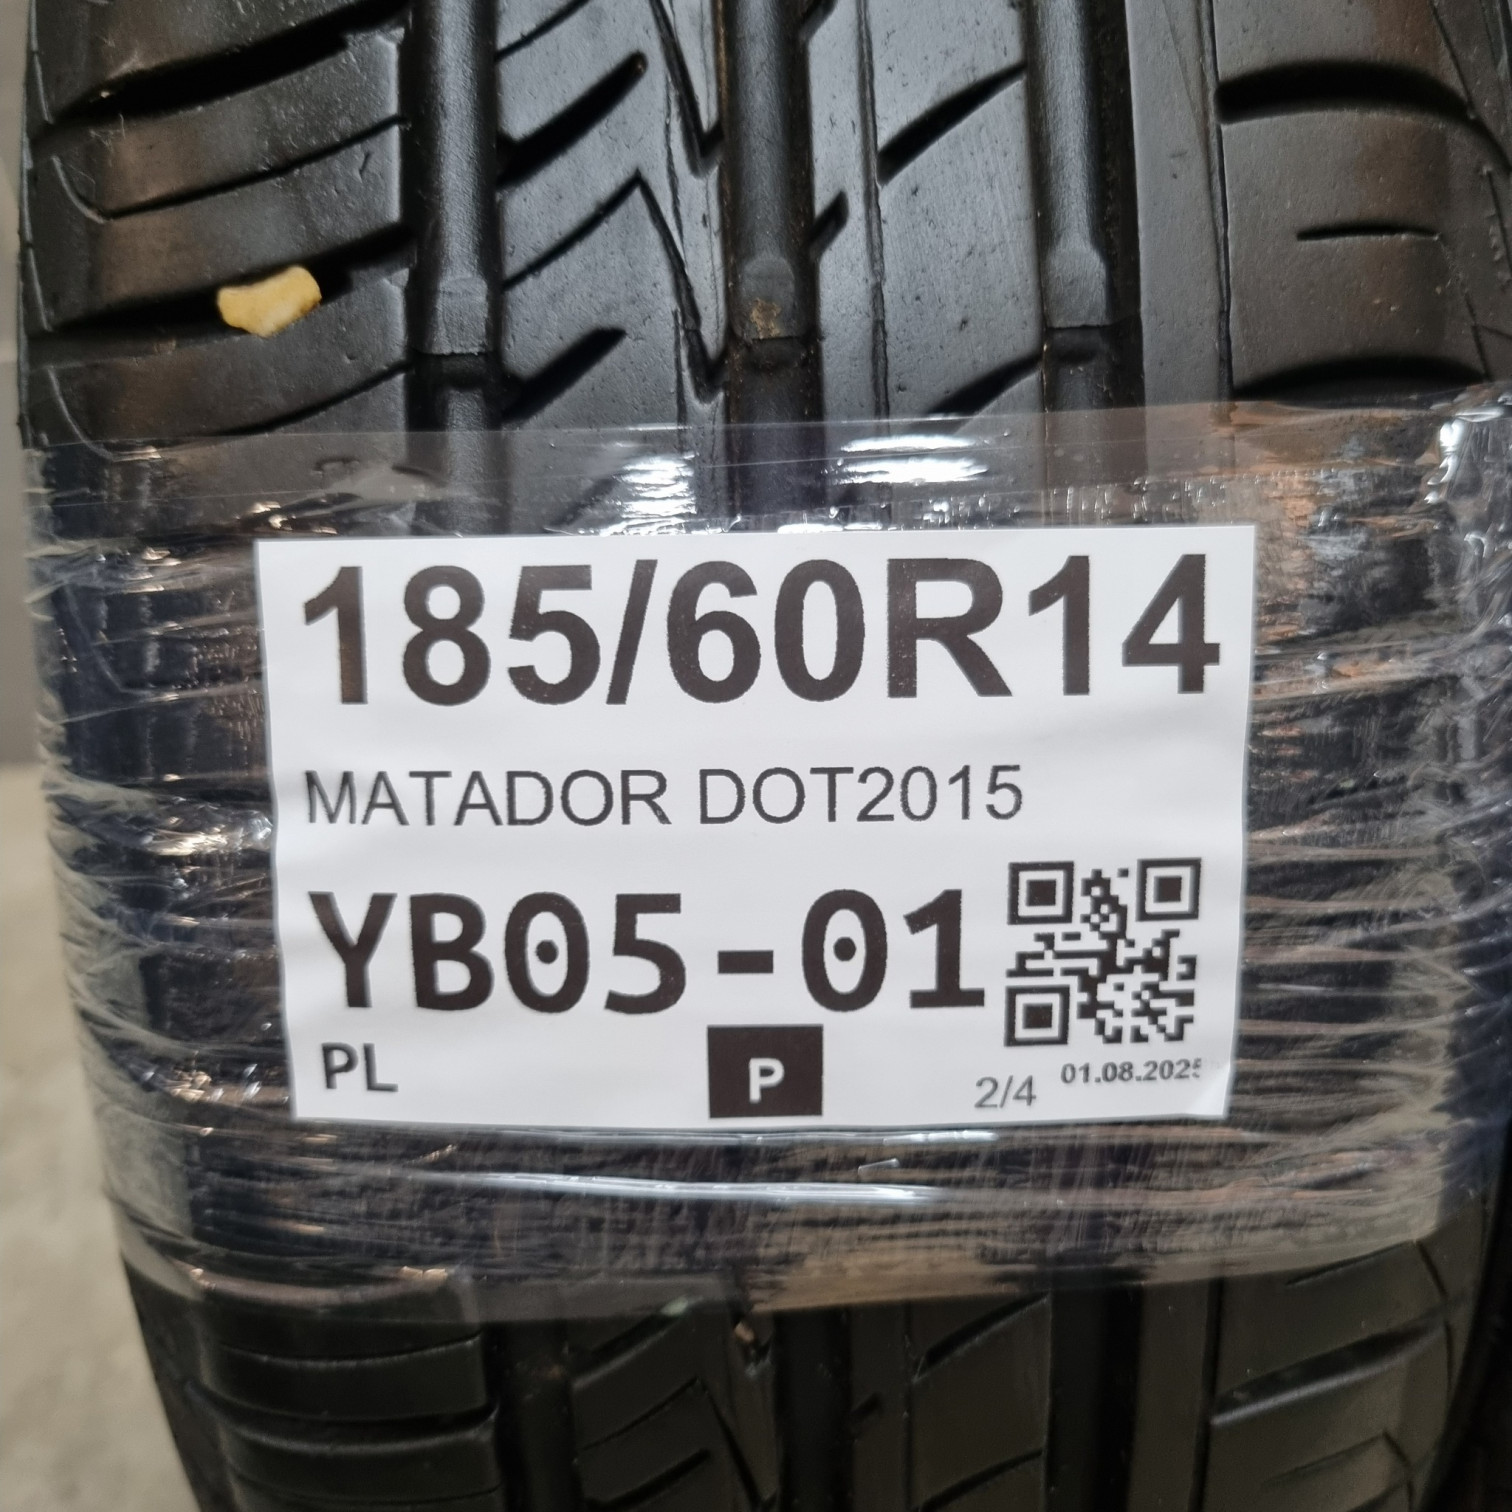 185/60R14
MATADOR DOT2015
YB05-01
PL
P
2/4
01.08.2025